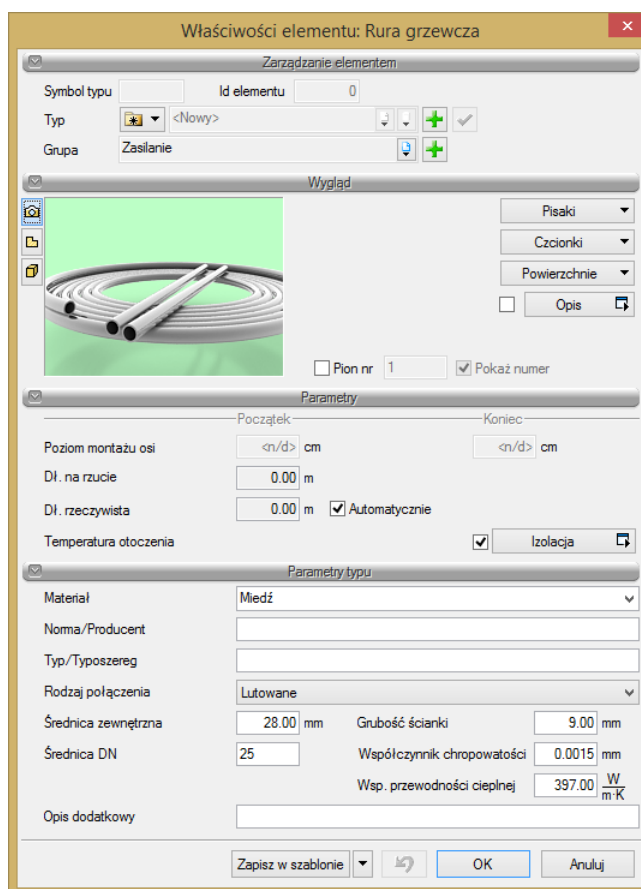 Właściwości elementu: Rura grzewcza
Zarządzanie elementem
Symbol typu Id elementu 0
Typ <Nowy>
Grupa Zasilanie
Wygląd
Pisaki
Czcionki
Powierzchnie
Opis
Pion nr 1 Pokaż numer
Parametry
Początek Koniec
Poziom montażu osi <n/d> cm <n/d> cm
Dł. na rzucie 0.00 m
Dł. rzeczywista 0.00 m Automatycznie
Temperatura otoczenia Izolacja
Parametry typu
Materiał Miedź
Norma/Producent
Typ/Typoszereg
Rodzaj połączenia Lutowane
Średnica zewnętrzna 28.00 mm Grubość ścianki 9.00 mm
Średnica DN 25 Współczynnik chropowatości 0.0015 mm
Wsp. przewodności cieplnej 397.00 W/m·K
Opis dodatkowy
Zapisz w szablonie OK Anuluj